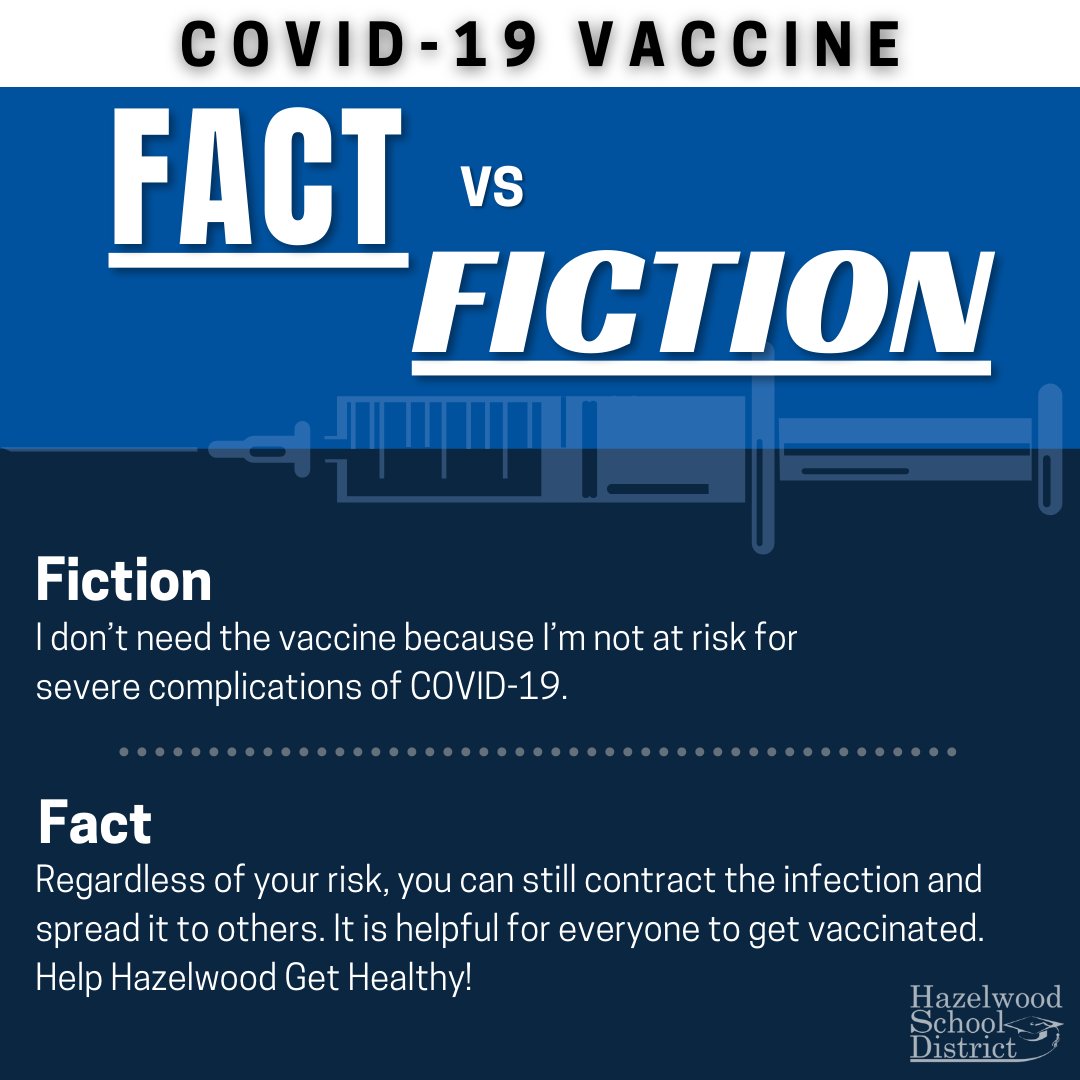 COVID-19 VACCINE
FACT
VS
FICTION
Fiction
I don’t need the vaccine because I’m not at risk for
severe complications of COVID-19.
Fact
Regardless of your risk, you can still contract the infection and
spread it to others. It is helpful for everyone to get vaccinated.
Help Hazelwood Get Healthy!
Hazelwood
School
District